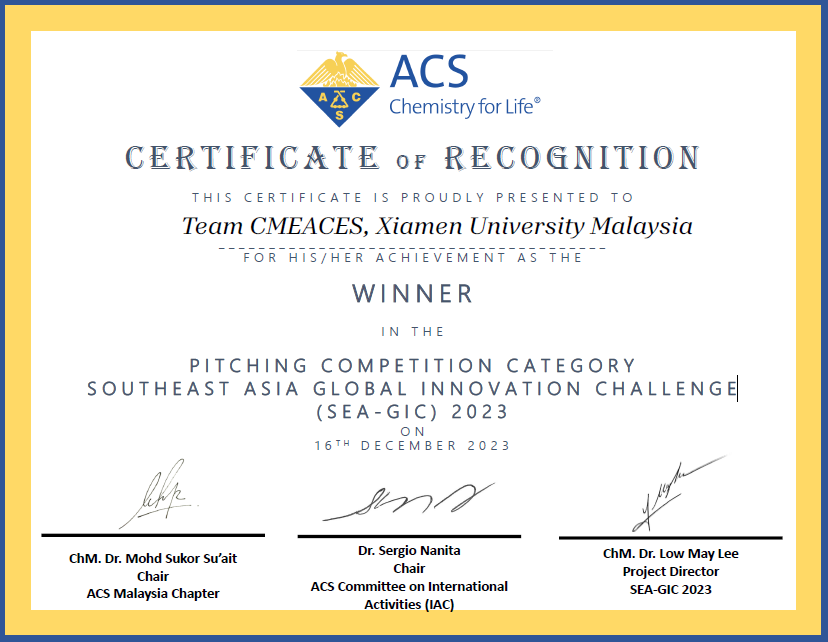 ACS
Chemistry for Life®
A C S
CERTIFICATE OF RECOGNITION
THIS CERTIFICATE IS PROUDLY PRESENTED TO
Team CMEACES, Xiamen University Malaysia
FOR HIS/HER ACHIEVEMENT AS THE
WINNER
IN THE
PITCHING COMPETITION CATEGORY
SOUTHEAST ASIA GLOBAL INNOVATION CHALLENGE
(SEA-GIC) 2023
ON
16TH DECEMBER 2023
ChM. Dr. Mohd Sukor Su'ait
Chair
ACS Malaysia Chapter
Dr. Sergio Nanita
Chair
ACS Committee on International
Activities (IAC)
ChM. Dr. Low May Lee
Project Director
SEA-GIC 2023